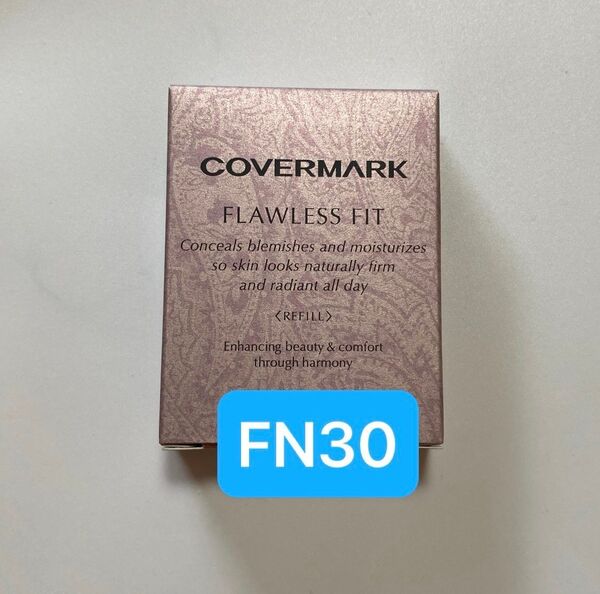 COVERMARK
FLAWLESS FIT
Conceals blemishes and moisturizes
so skin looks naturally firm
and radiant all day
〈REFILL〉
Enhancing beauty & comfort
through harmony
FN30